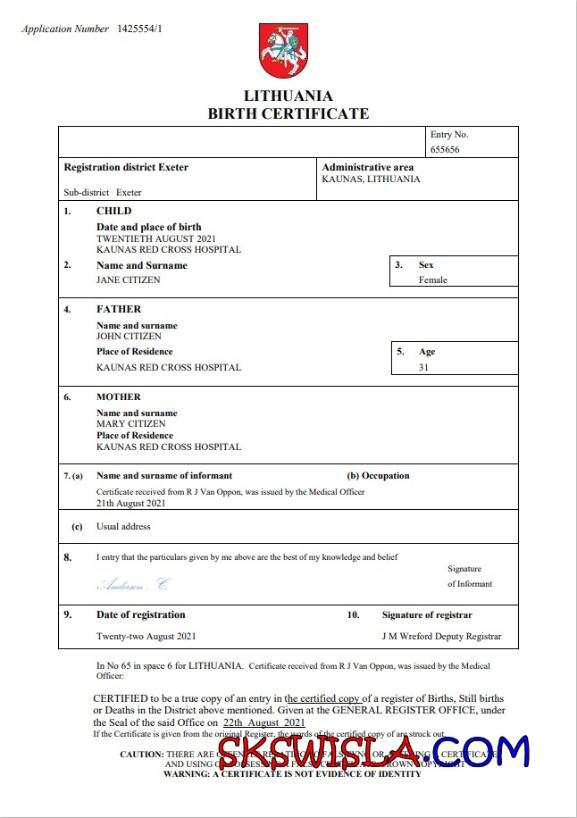 Application Number 1425554/1
LITHUANIA
BIRTH CERTIFICATE
Entry No.
655656
Registration district Exeter
Administrative area
KAUNAS, LITHUANIA
Sub-district Exeter
1. CHILD
Date and place of birth
TWENTIETH AUGUST 2021
KAUNAS RED CROSS HOSPITAL
2. Name and Surname
3. Sex
JANE CITIZEN
Female
4. FATHER
Name and surname
JOHN CITIZEN
Place of Residence
5. Age
KAUNAS RED CROSS HOSPITAL
31
6. MOTHER
Name and surname
MARY CITIZEN
Place of Residence
KAUNAS RED CROSS HOSPITAL
7. (a) Name and surname of informant
(b) Occupation
Certificate received from R J Van Oppon, was issued by the Medical Officer
21th August 2021
(c) Usual address
8. I entry that the particulars given by me above are the best of my knowledge and belief
Signature
of Informant
Anderson . C.
9. Date of registration
10. Signature of registrar
Twenty-two August 2021
J M Wreford Deputy Registrar
In No 65 in space 6 for LITHUANIA. Certificate received from R J Van Oppon, was issued by the Medical
Officer:
CERTIFIED to be a true copy of an entry in the certified copy of a register of Births, Still births
or Deaths in the District above mentioned. Given at the GENERAL REGISTER OFFICE, under
the Seal of the said Office on 22th August 2021
If the Certificate is given from the original Register, the words of the certified copy of are struck out.
CAUTION: THERE ARE
SKSWISLA.COM
AND USING
WARNING: A CERTIFICATE IS NOT EVIDENCE OF IDENTITY